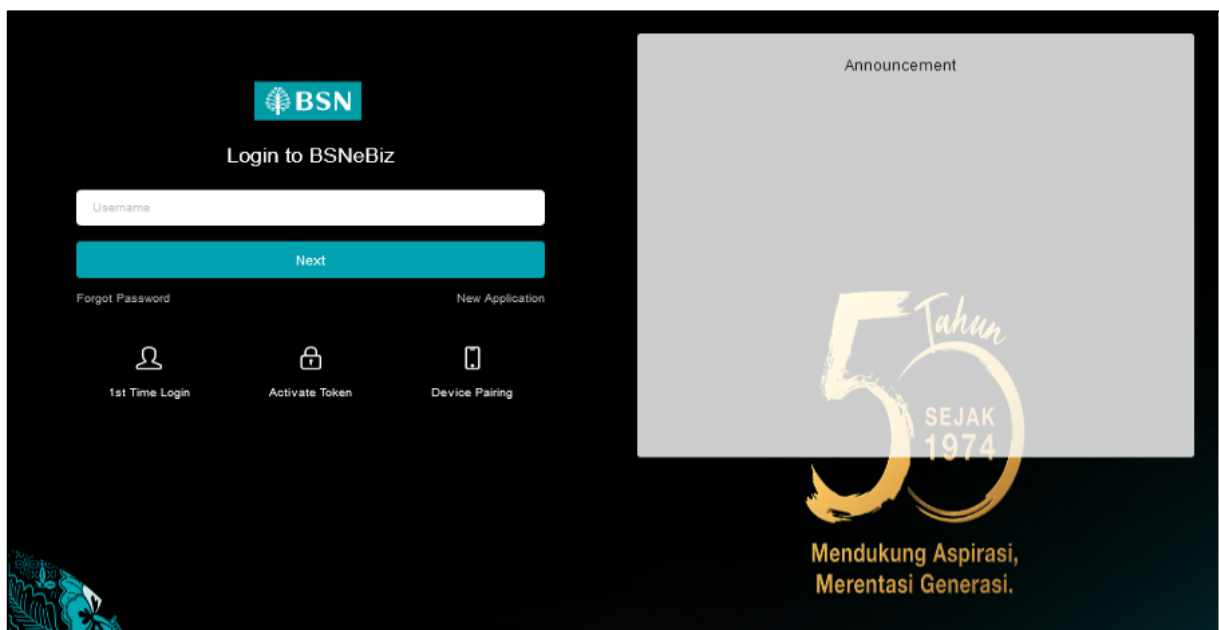 BSN
Login to BSNeBiz
Username
Next
Forgot Password
New Application
1st Time Login
Activate Token
Device Pairing
Announcement
50 Tahun
SEJAK
1974
Mendukung Aspirasi,
Merentasi Generasi.